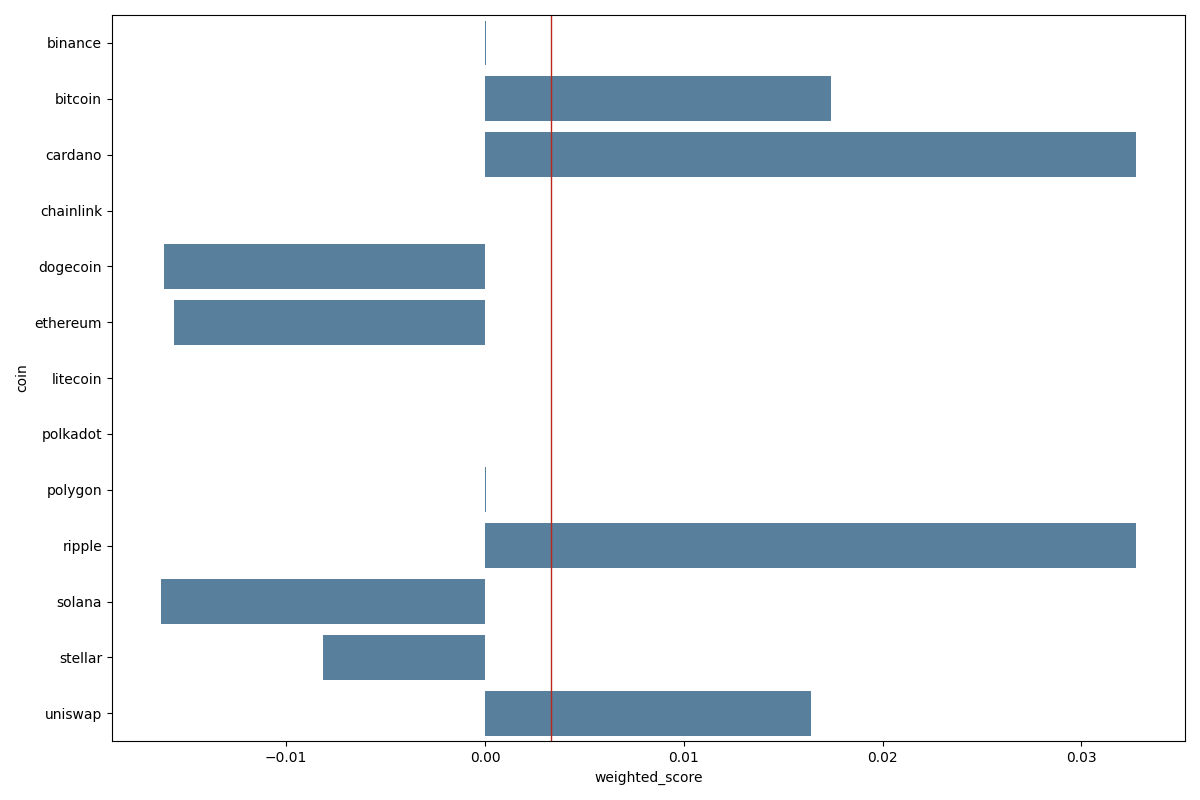 binance
bitcoin
cardano
chainlink
dogecoin
ethereum
litecoin
polkadot
polygon
ripple
solana
stellar
uniswap
coin
−0.01
0.00
0.01
0.02
0.03
weighted_score